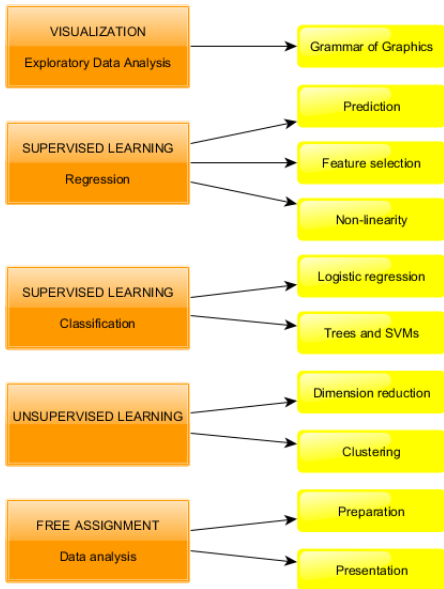 VISUALIZATION
Exploratory Data Analysis
Grammar of Graphics
SUPERVISED LEARNING
Regression
Prediction
Feature selection
Non-linearity
SUPERVISED LEARNING
Classification
Logistic regression
Trees and SVMs
UNSUPERVISED LEARNING
Dimension reduction
Clustering
FREE ASSIGNMENT
Data analysis
Preparation
Presentation